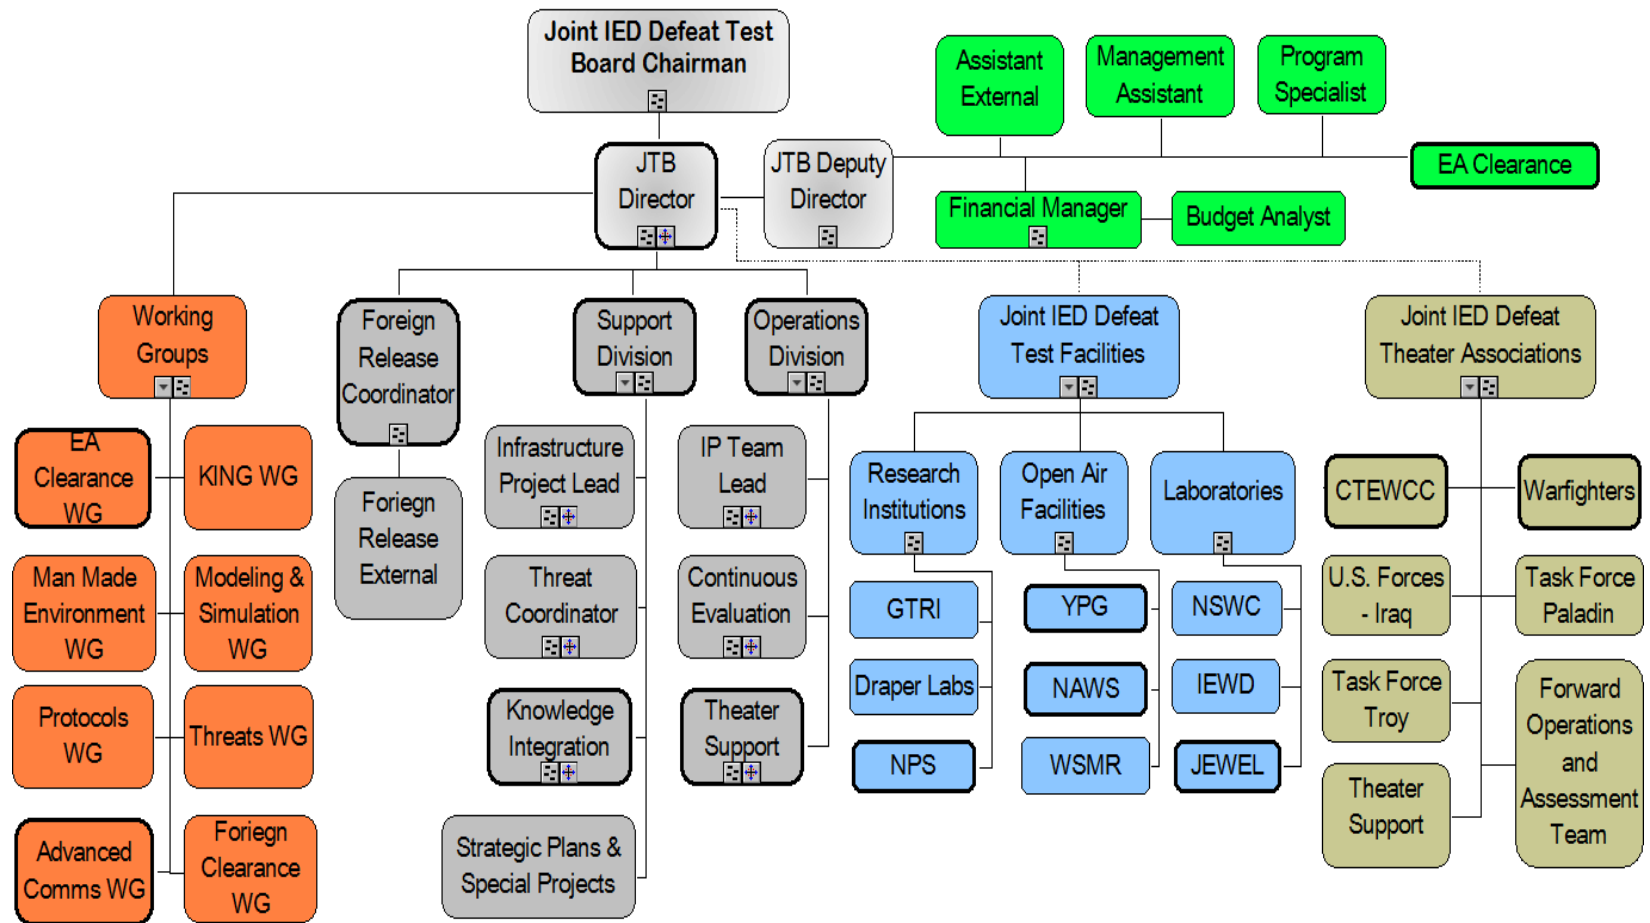 Joint IED Defeat Test
Board Chairman
Assistant
External
Management
Assistant
Program
Specialist
EA Clearance
JTB
Director
JTB Deputy
Director
Financial Manager
Budget Analyst
Working
Groups
Foreign
Release
Coordinator
Support
Division
Operations
Division
Joint IED Defeat
Test Facilities
Joint IED Defeat
Theater Associations
EA
Clearance
WG
KING WG
Man Made
Environment
WG
Modeling &
Simulation
WG
Protocols
WG
Threats WG
Advanced
Comms WG
Foriegn
Clearance
WG
Foriegn
Release
External
Infrastructure
Project Lead
Threat
Coordinator
Knowledge
Integration
Strategic Plans &
Special Projects
IP Team
Lead
Continuous
Evaluation
Theater
Support
Research
Institutions
Open Air
Facilities
Laboratories
GTRI
Draper Labs
NPS
YPG
NAWS
WSMR
NSWC
IEWD
JEWEL
CTEWCC
Warfighters
U.S. Forces
- Iraq
Task Force
Paladin
Task Force
Troy
Theater
Support
Forward
Operations
and
Assessment
Team